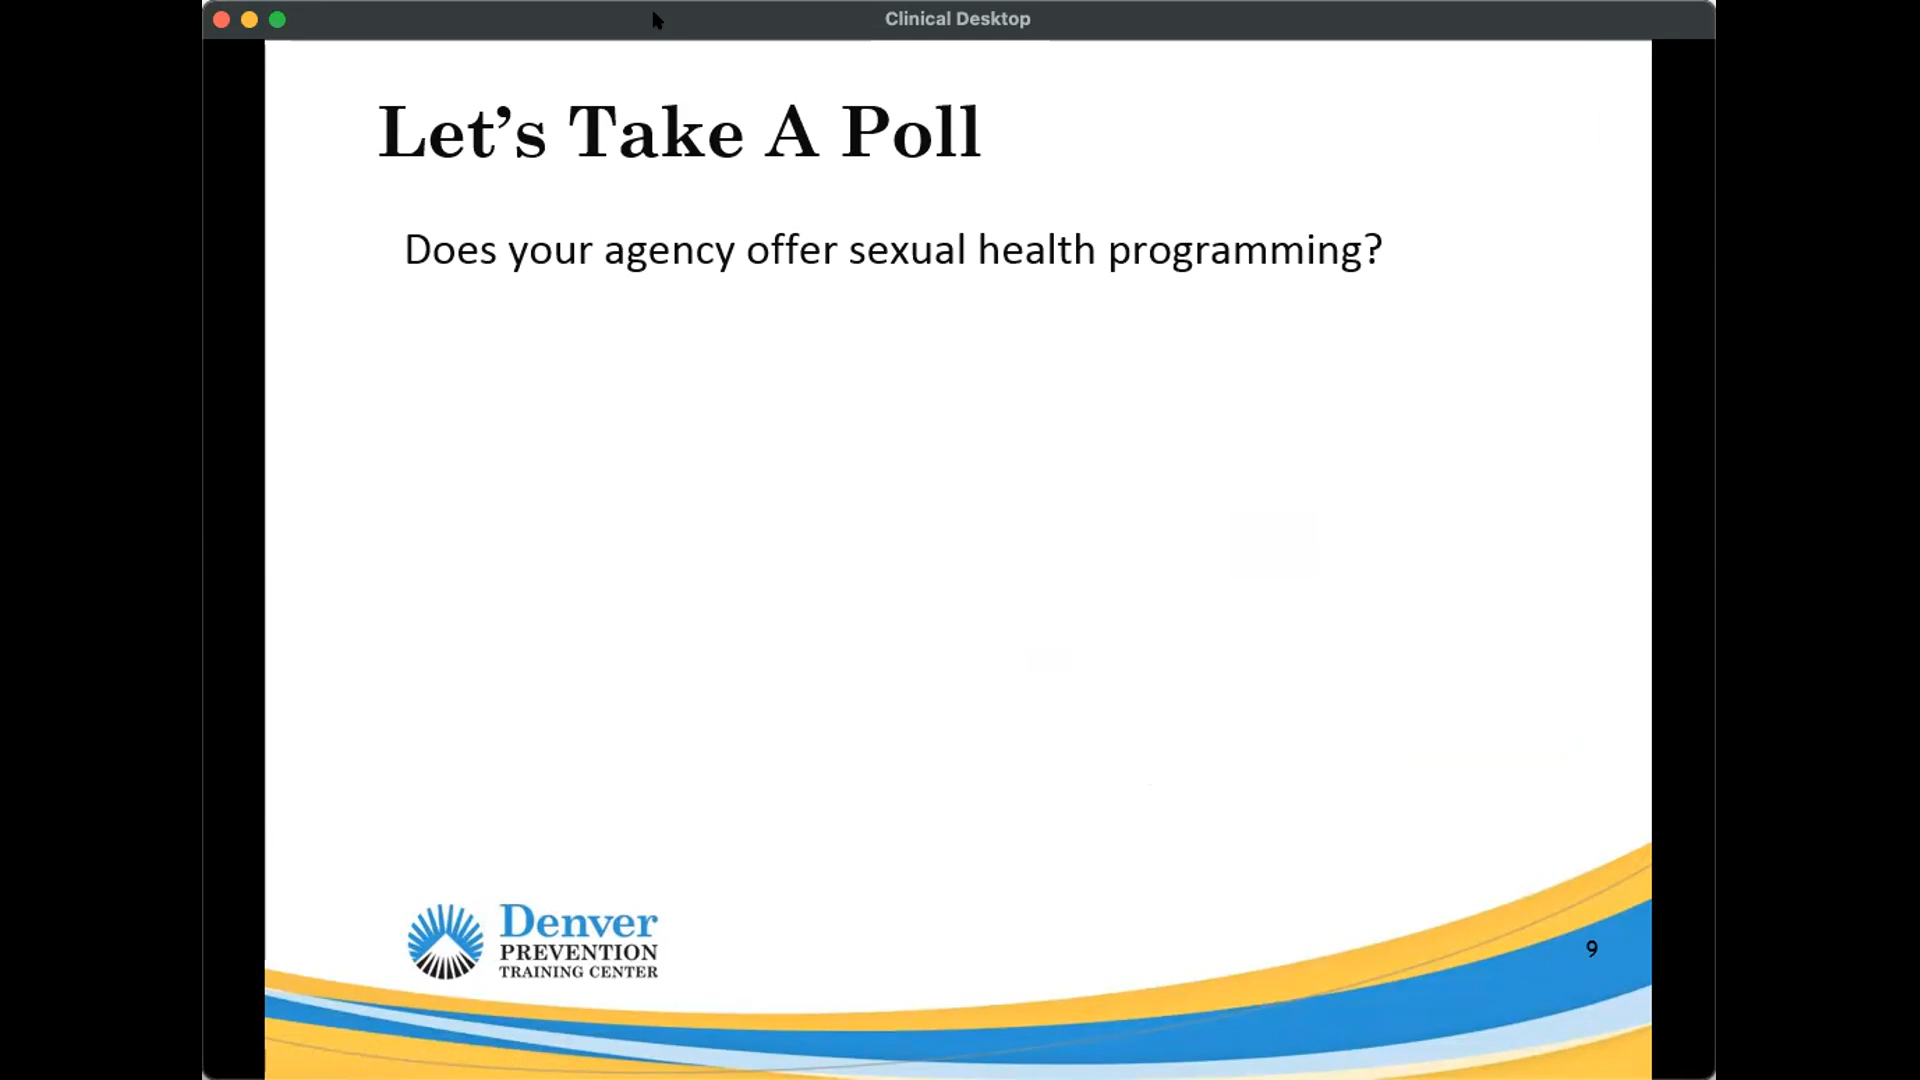 Clinical Desktop
Let’s Take A Poll
Does your agency offer sexual health programming?
Denver
PREVENTION
TRAINING CENTER
9